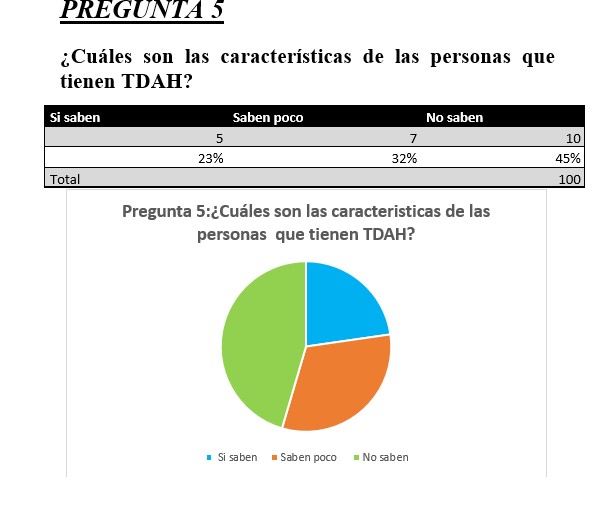 PREGUNTA 5
¿Cuáles son las características de las personas que
tienen TDAH?
Si saben Saben poco No saben
5 7 10
23% 32% 45%
Total 100
Pregunta 5:¿Cuáles son las caracteristicas de las
personas que tienen TDAH?
Si saben Saben poco No saben